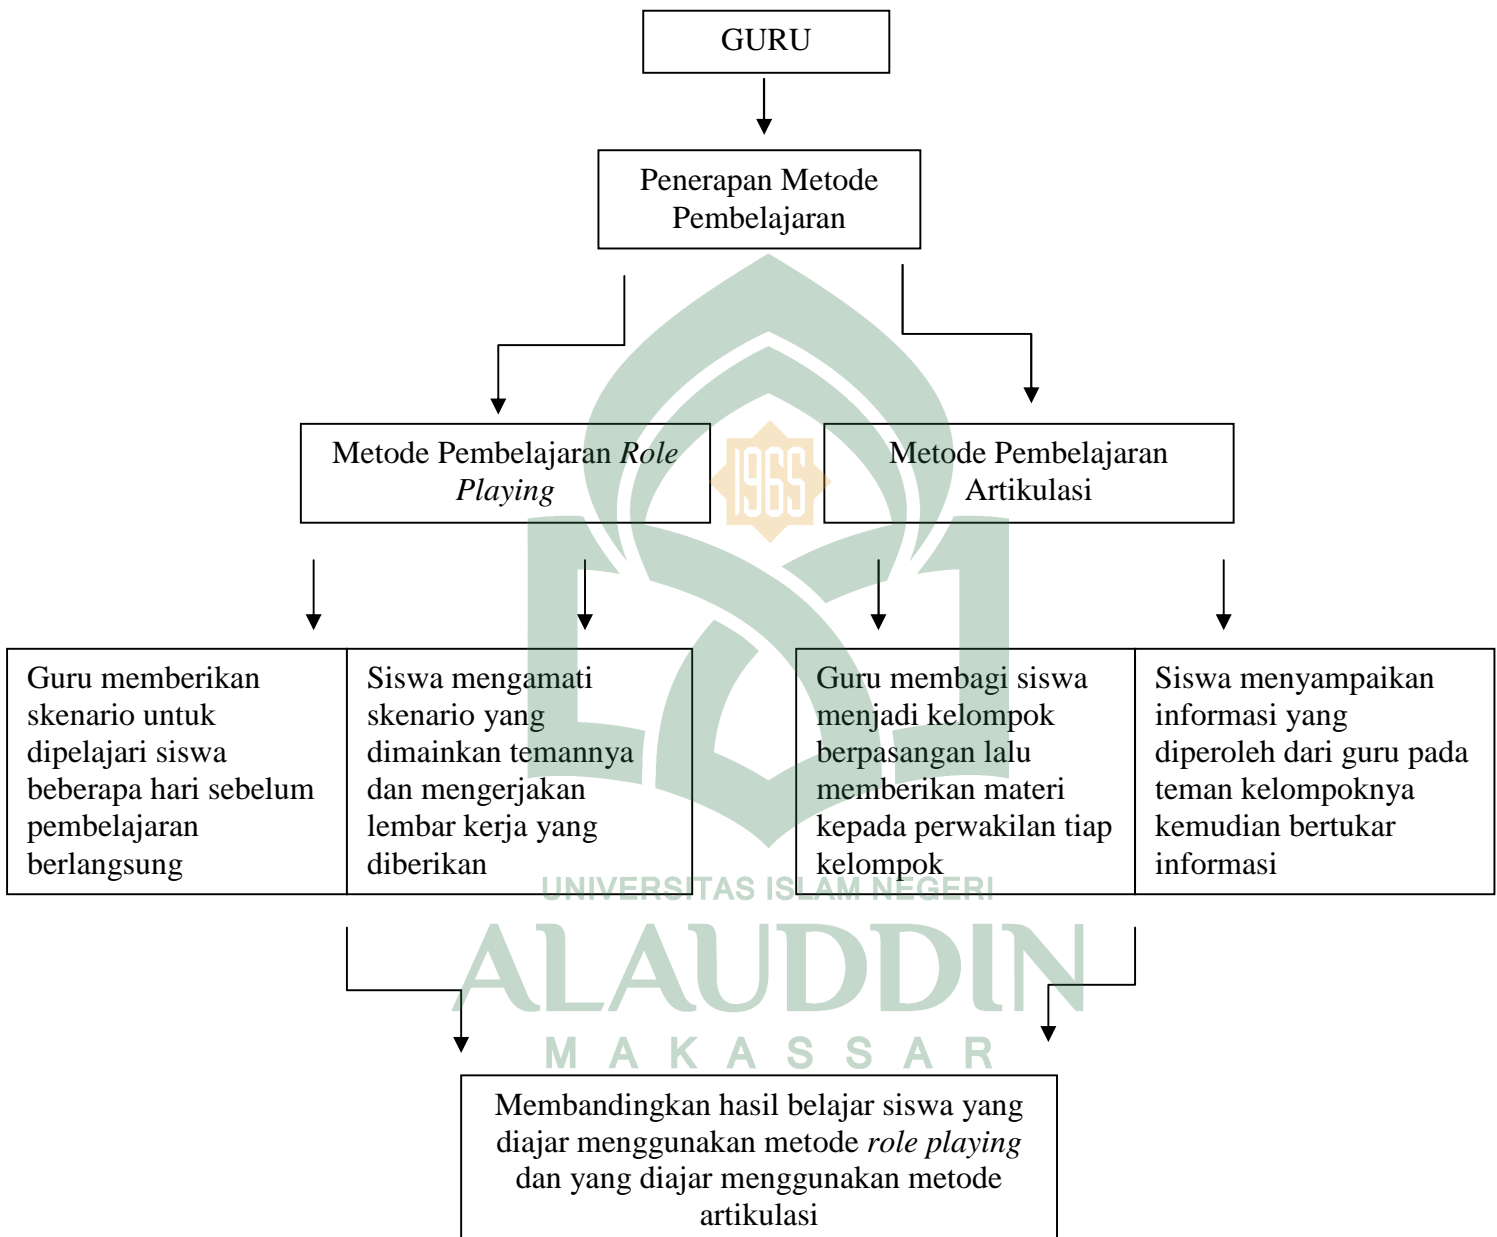 GURU
Penerapan Metode
Pembelajaran
Metode Pembelajaran Role
Playing
1965
Metode Pembelajaran
Artikulasi
Guru memberikan
skenario untuk
dipelajari siswa
beberapa hari sebelum
pembelajaran
berlangsung
Siswa mengamati
skenario yang
dimainkan temannya
dan mengerjakan
lembar kerja yang
diberikan
Guru membagi siswa
menjadi kelompok
berpasangan lalu
memberikan materi
kepada perwakilan tiap
kelompok
Siswa menyampaikan
informasi yang
diperoleh dari guru pada
teman kelompoknya
kemudian bertukar
informasi
UNIVERSITAS ISLAM NEGERI
ALAUDDIN
MAKASSAR
Membandingkan hasil belajar siswa yang
diajar menggunakan metode role playing
dan yang diajar menggunakan metode
artikulasi